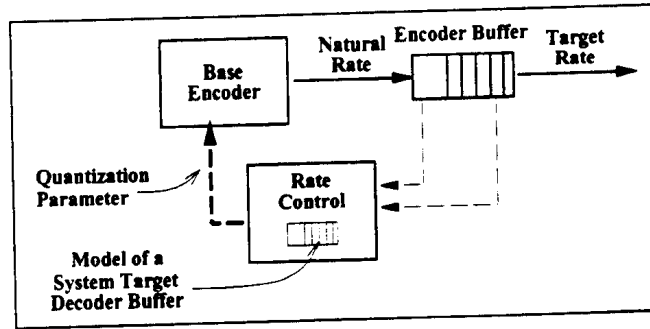 Base
Encoder
Natural
Rate
Encoder Buffer
Target
Rate
Quantization
Parameter
Rate
Control
Model of a
System Target
Decoder Buffer